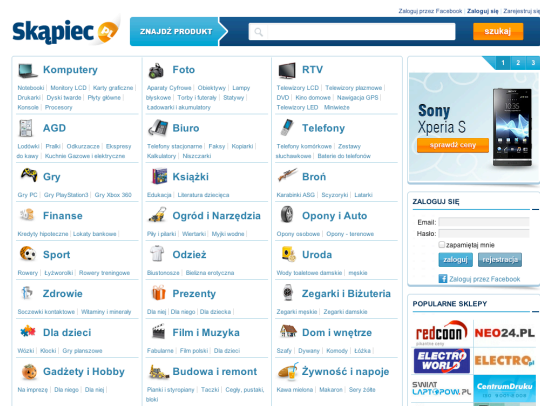 Zaloguj przez Facebook | Zaloguj się | Zarejestruj się
Skąpiec.PL
ZNAJDŹ PRODUKT
szukaj
Komputery
Notebooki | Monitory LCD | Karty graficzne
Drukarki | Dyski twarde | Płyty główne
Konsole | Procesory
Foto
Aparaty Cyfrowe | Obiektywy | Lampy
błyskowe | Torby i futerały | Statywy
Ładowarki i akumulatory
RTV
Telewizory LCD | Telewizory plazmowe
DVD | Kino domowe | Nawigacja GPS
Telewizory LED | Miniwieże
AGD
Lodówki | Pralki | Odkurzacze | Ekspresy
do kawy | Kuchnie Gazowe i elektryczne
Biuro
Telefony stacjonarne | Faksy | Kopiarki
Kalkulatory | Niszczarki
Telefony
Telefony komórkowe | Zestawy
słuchawkowe | Baterie do telefonów
Gry
Gry PC | Gry PlayStation3 | Gry Xbox 360
Książki
Edukacja | Literatura dziecięca
Broń
Karabinki ASG | Scyzoryki | Latarki
Finanse
Kredyty hipoteczne | Lokaty bankowe
Ogród i Narzędzia
Piły i pilarki | Wiertarki | Myjki wodne
Opony i Auto
Opony osobowe | Opony - terenowe
Sport
Rowery | Łyżworolki | Rowery treningowe
Odzież
Biustonosze | Bielizna erotyczna
Uroda
Wody toaletowe damskie | męskie
Zdrowie
Soczewki kontaktowe | Witaminy i minerały
Prezenty
Dla niej | Dla niego | Dla dziecka
Zegarki i Biżuteria
Zegarki damskie | Zegarki męskie
Dla dzieci
Wózki | Klocki | Gry planszowe
Film i Muzyka
Fabularne | Film polski | Dla dzieci
Dom i wnętrze
Szafy | Dywany | Komody | Łóżka
Gadżety i Hobby
Na imprezę | Dla niego | Dla niej
Budowa i remont
Pianki i styropiany | Taczki | Cegły, pustaki,
bloki
Żywność i napoje
Kawa mielona | Makaron | Sery żółte
1 2 3
Sony
Xperia S
sprawdź ceny
ZALOGUJ SIĘ
Email:
Hasło:
zapamiętaj mnie
zaloguj
rejestracja
Zaloguj przez Facebook
POPULARNE SKLEPY
redcoon
NEO24.PL
ELECTRO WORLD
ELECTRO.pl
SWIAT LAPTOPOW.PL
CentrumDruku